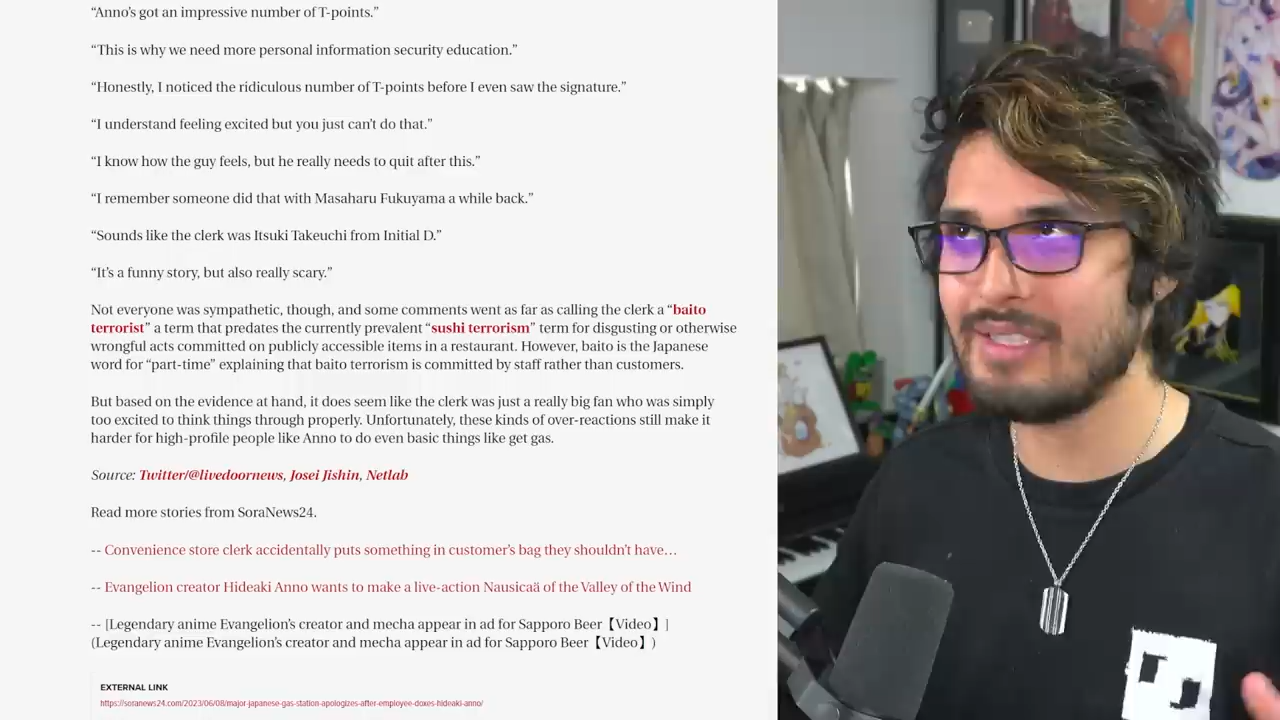 “Anno’s got an impressive number of T-points.”
“This is why we need more personal information security education.”
“Honestly, I noticed the ridiculous number of T-points before I even saw the signature.”
“I understand feeling excited but you just can’t do that.”
“I know how the guy feels, but he really needs to quit after this.”
“I remember someone did that with Masaharu Fukuyama a while back.”
“Sounds like the clerk was Itsuki Takeuchi from Initial D.”
“It’s a funny story, but also really scary.”
Not everyone was sympathetic, though, and some comments went as far as calling the clerk a “baito
terrorist” a term that predates the currently prevalent “sushi terrorism” term for disgusting or otherwise
wrongful acts committed on publicly accessible items in a restaurant. However, baito is the Japanese
word for “part-time” explaining that baito terrorism is committed by staff rather than customers.
But based on the evidence at hand, it does seem like the clerk was just a really big fan who was simply
too excited to think things through properly. Unfortunately, these kinds of over-reactions still make it
harder for high-profile people like Anno to do even basic things like get gas.
Source: Twitter/@livedoornews, Josei Jishin, Netlab
Read more stories from SoraNews24.
-- Convenience store clerk accidentally puts something in customer’s bag they shouldn’t have…
-- Evangelion creator Hideaki Anno wants to make a live-action Nausicaä of the Valley of the Wind
-- [Legendary anime Evangelion’s creator and mecha appear in ad for Sapporo Beer【Video】]
(Legendary anime Evangelion’s creator and mecha appear in ad for Sapporo Beer【Video】)
EXTERNAL LINK
https://soranews24.com/2023/06/08/major-japanese-gas-station-apologizes-after-employee-doxes-hideaki-anno/